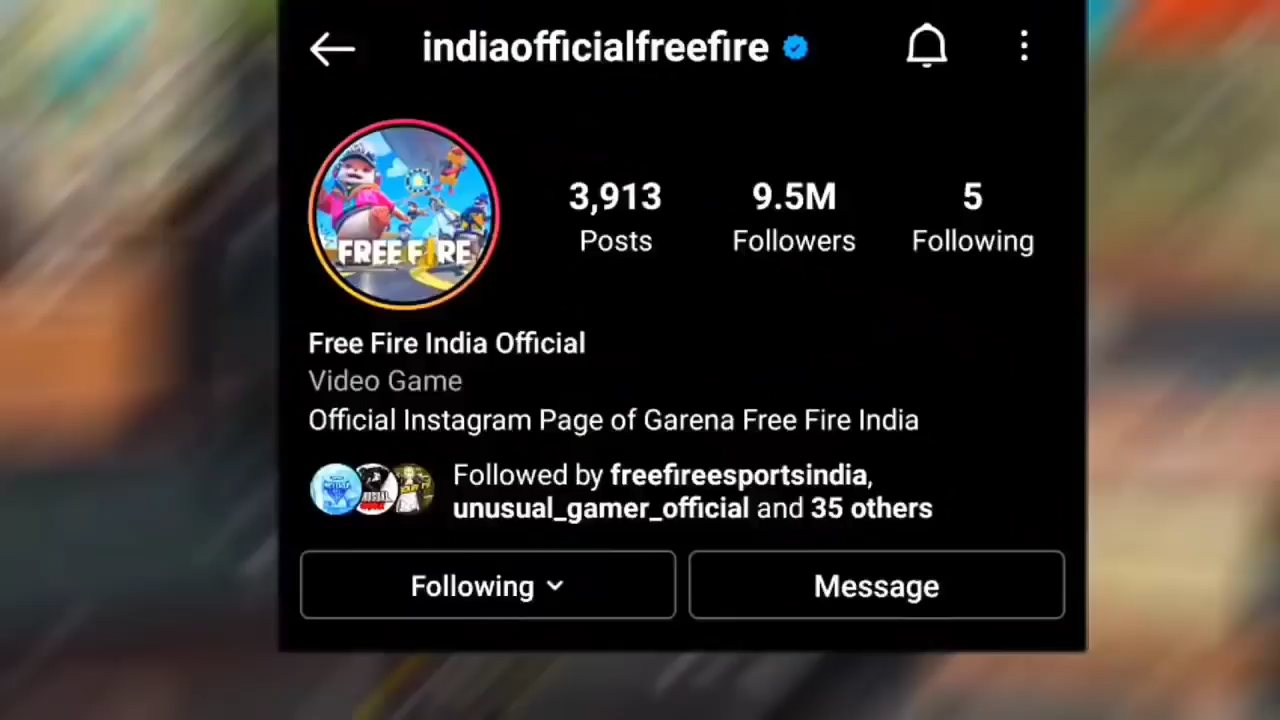 indiaofficialfreefire
FREE FIRE
3,913
Posts
9.5M
Followers
5
Following
Free Fire India Official
Video Game
Official Instagram Page of Garena Free Fire India
Followed by freefireesportsindia,
unusual_gamer_official and 35 others
Following
Message